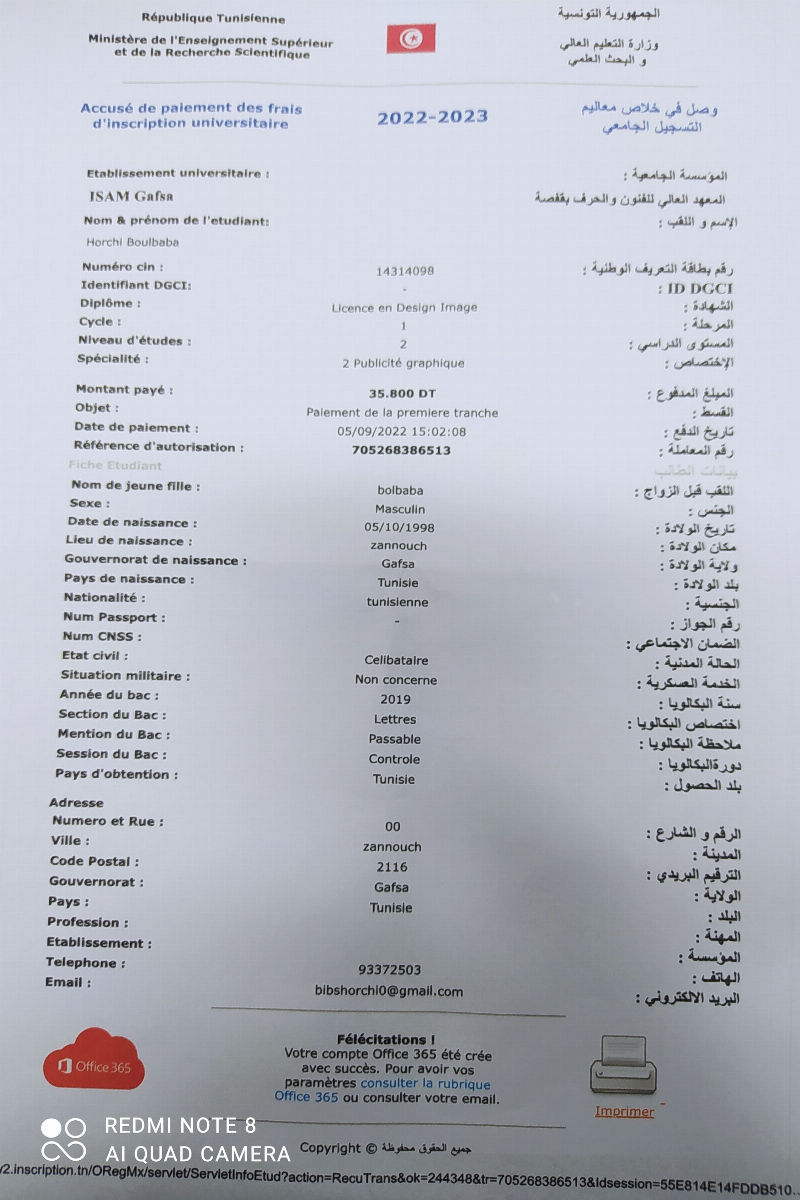 République Tunisienne
الجمهورية التونسية
Ministère de l'Enseignement Supérieur
et de la Recherche Scientifique
وزارة التعليم العالي
و البحث العلمي
Accusé de paiement des frais
d'inscription universitaire
2022-2023
وصل في خلاص معاليم
التسجيل الجامعي
Etablissement universitaire :
المؤسسة الجامعية :
ISAM Gafsa
المعهد العالي للفنون والحرف بقفصة
Nom & prénom de l'etudiant:
الإسم و اللقب :
Horchi Boulbaba
Numéro cin : 14314098 رقم بطاقة التعريف الوطنية :
Identifiant DGCI: - ID DGCI :
Diplôme : Licence en Design Image الشهادة :
Cycle : 1 المرحلة :
Niveau d'études : 2 المستوى الدراسي :
Spécialité : 2 Publicité graphique الإختصاص :
Montant payé : 35.800 DT المبلغ المدفوع :
Objet : Paiement de la premiere tranche القسط :
Date de paiement : 05/09/2022 15:02:08 تاريخ الدفع :
Référence d'autorisation : 705268386513 رقم المعاملة :
Fiche Etudiant بيانات الطالب
Nom de jeune fille : bolbaba اللقب قبل الزواج :
Sexe : Masculin الجنس :
Date de naissance : 05/10/1998 تاريخ الولادة :
Lieu de naissance : zannouch مكان الولادة :
Gouvernorat de naissance : Gafsa ولاية الولادة :
Pays de naissance : Tunisie بلد الولادة :
Nationalité : tunisienne الجنسية :
Num Passport : - رقم الجواز :
Num CNSS : الضمان الاجتماعي :
Etat civil : Celibataire الحالة المدنية :
Situation militaire : Non concerne الخدمة العسكرية :
Année du bac : 2019 سنة البكالويا :
Section du Bac : Lettres اختصاص البكالويا :
Mention du Bac : Passable ملاحظة البكالويا :
Session du Bac : Controle دورةالبكالويا :
Pays d'obtention : Tunisie بلد الحصول :
Adresse
Numero et Rue : 00 الرقم و الشارع :
Ville : zannouch المدينة :
Code Postal : 2116 الترقيم البريدي :
Gouvernorat : Gafsa الولاية :
Pays : Tunisie البلد :
Profession : المهنة :
Etablissement : المؤسسة :
Telephone : 93372503 الهاتف :
Email : bibshorchi0@gmail.com البريد الالكتروني :
Félécitations !
Votre compte Office 365 été crée
avec succès. Pour avoir vos
paramètres consulter la rubrique
Office 365 ou consulter votre email.
Office 365
Imprimer
REDMI NOTE 8
AI QUAD CAMERA
Copyright © جميع الحقوق محفوظة
v2.inscription.tn/ORegMx/servlet/ServletInfoEtud?action=RecuTrans&ok=244348&tr=705268386513&Idsession=55E814E14FDDB510